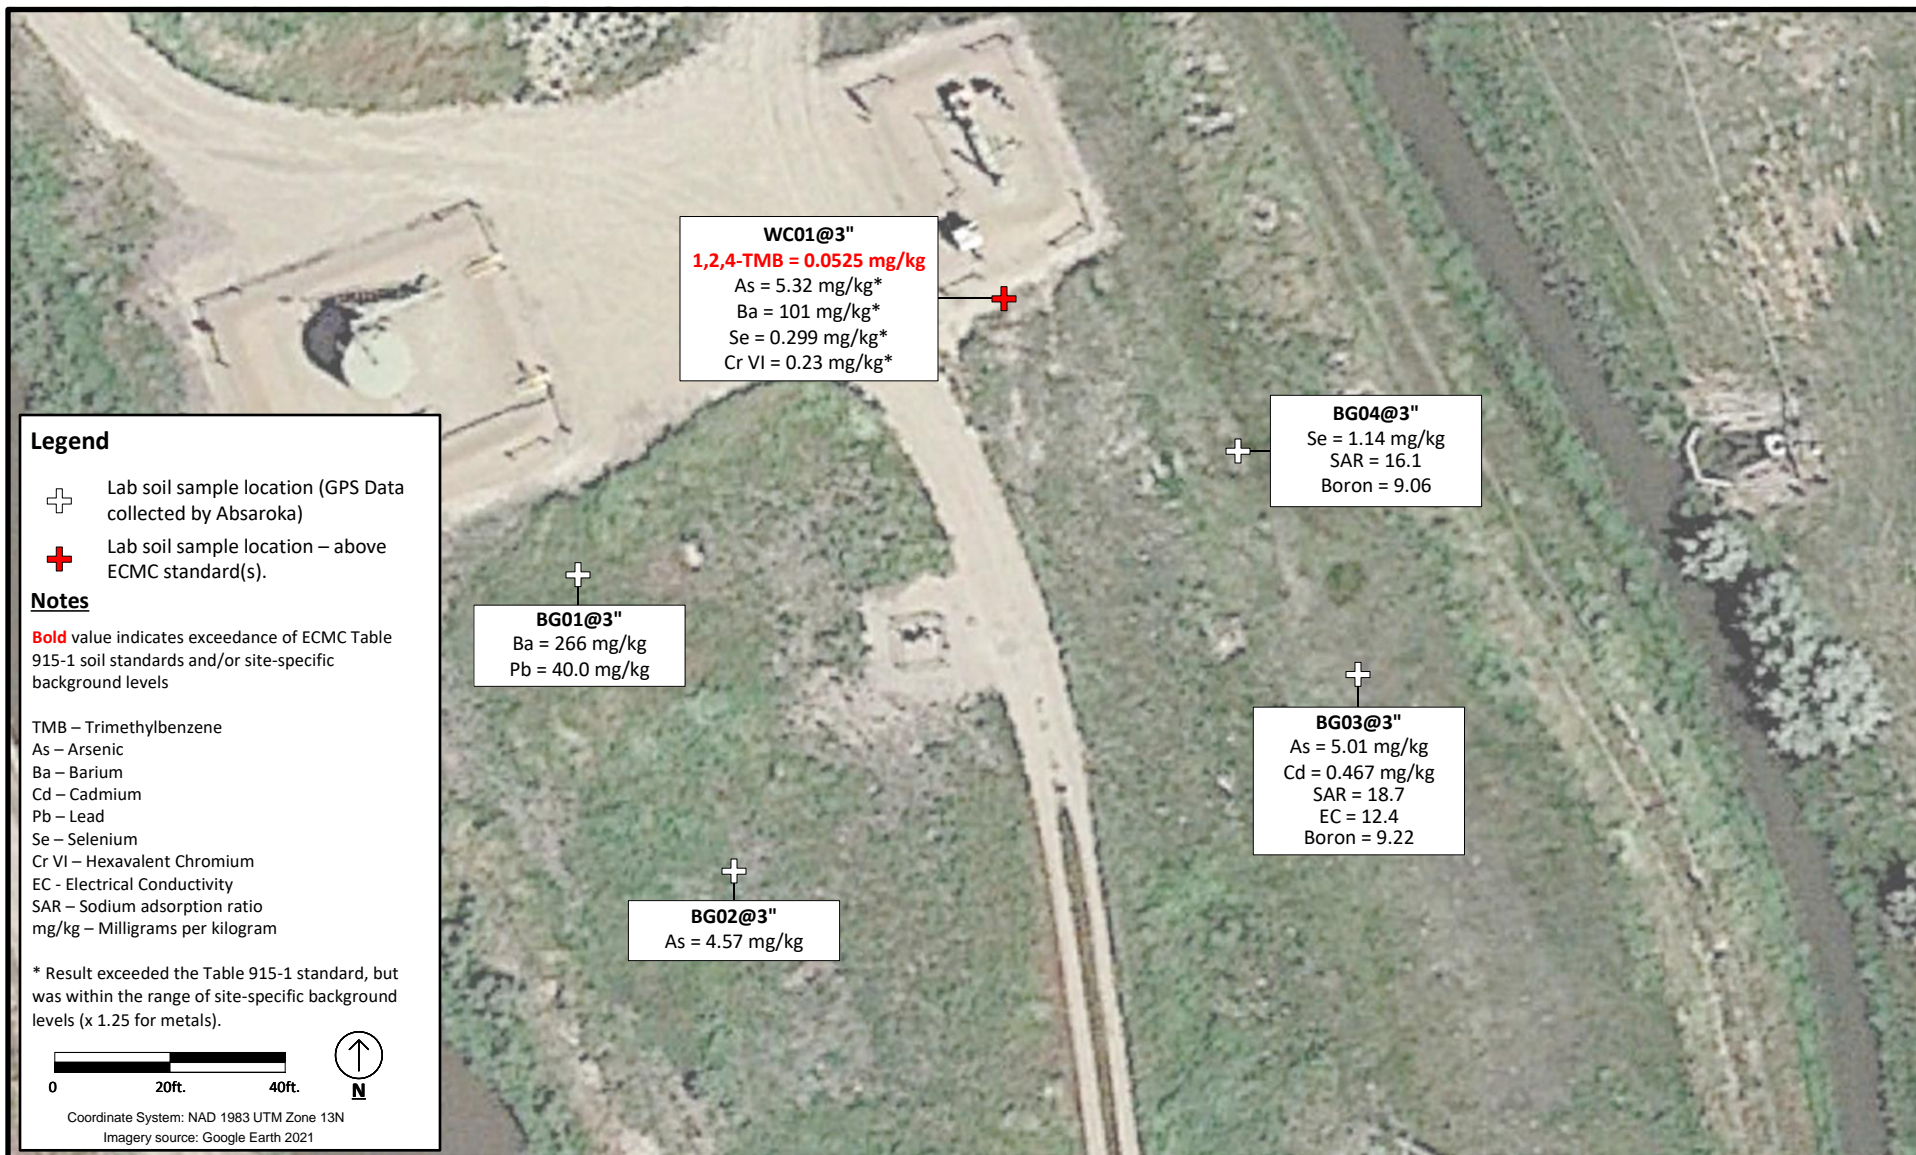 WC01@3"
1,2,4-TMB = 0.0525 mg/kg
As = 5.32 mg/kg*
Ba = 101 mg/kg*
Se = 0.299 mg/kg*
Cr VI = 0.23 mg/kg*
BG04@3"
Se = 1.14 mg/kg
SAR = 16.1
Boron = 9.06
BG01@3"
Ba = 266 mg/kg
Pb = 40.0 mg/kg
BG03@3"
As = 5.01 mg/kg
Cd = 0.467 mg/kg
SAR = 18.7
EC = 12.4
Boron = 9.22
BG02@3"
As = 4.57 mg/kg
Legend
Lab soil sample location (GPS Data
collected by Absaroka)
Lab soil sample location – above
ECMC standard(s).
Notes
Bold value indicates exceedance of ECMC Table
915-1 soil standards and/or site-specific
background levels
TMB – Trimethylbenzene
As – Arsenic
Ba – Barium
Cd – Cadmium
Pb – Lead
Se – Selenium
Cr VI – Hexavalent Chromium
EC - Electrical Conductivity
SAR – Sodium adsorption ratio
mg/kg – Milligrams per kilogram
* Result exceeded the Table 915-1 standard, but
was within the range of site-specific background
levels (x 1.25 for metals).
0 20ft. 40ft.
N
Coordinate System: NAD 1983 UTM Zone 13N
Imagery source: Google Earth 2021